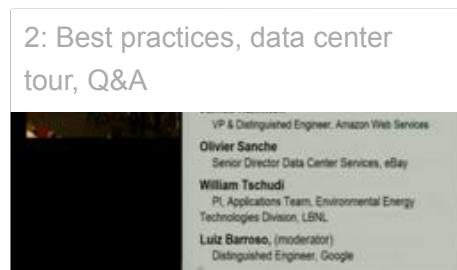 2: Best practices, data center
tour, Q&A
VP & Distinguished Engineer, Amazon Web Services
Olivier Sanche
Senior Director Data Center Services, eBay
William Tschudi
PI, Applications Team, Environmental Energy
Technologies Division, LBNL
Luiz Barroso, (moderator)
Distinguished Engineer, Google